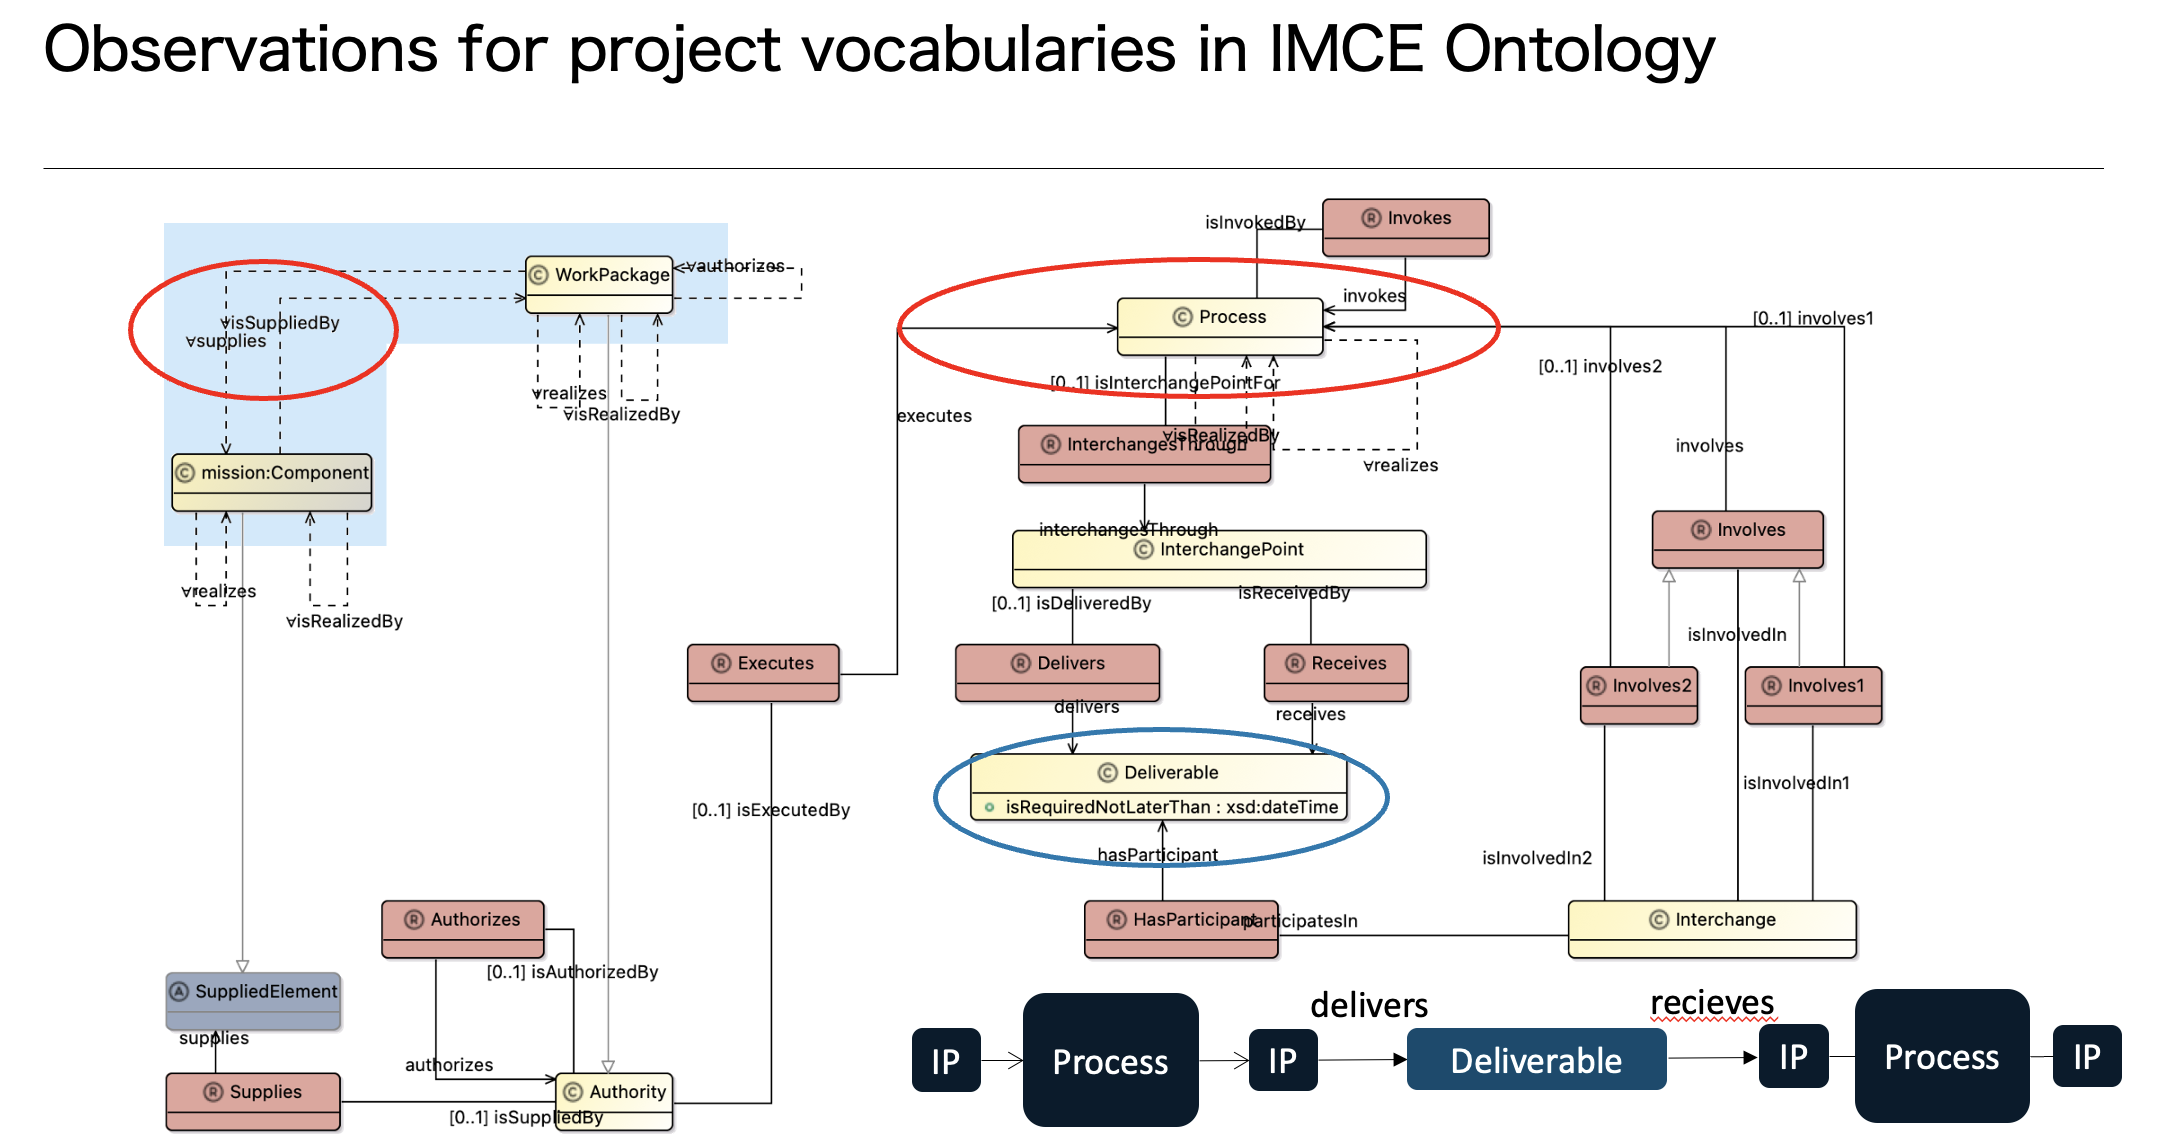 Observations for project vocabularies in IMCE Ontology
R Invokes
isInvokedBy
C WorkPackage
∀authorizes
invokes
C Process
[0..1] involves1
∀isSuppliedBy
∀supplies
[0..1] involves2
[0..1] isInterchangePointFor
∀realizes
∀isRealizedBy
executes
∀isRealizedBy
R InterchangesThrough
involves
∀realizes
C mission:Component
interchangesThrough
R Involves
C InterchangePoint
∀realizes
isReceivedBy
[0..1] isDeliveredBy
∀isRealizedBy
isInvolvedIn
R Executes
R Delivers
R Receives
R Involves2
R Involves1
delivers
receives
C Deliverable
isRequiredNotLaterThan : xsd:dateTime
isInvolvedIn1
[0..1] isExecutedBy
hasParticipant
isInvolvedIn2
R Authorizes
R HasParticipant
participatesIn
C Interchange
[0..1] isAuthorizedBy
A SuppliedElement
supplies
authorizes
R Supplies
C Authority
[0..1] isSuppliedBy
delivers
recieves
IP
Process
IP
Deliverable
IP
Process
IP